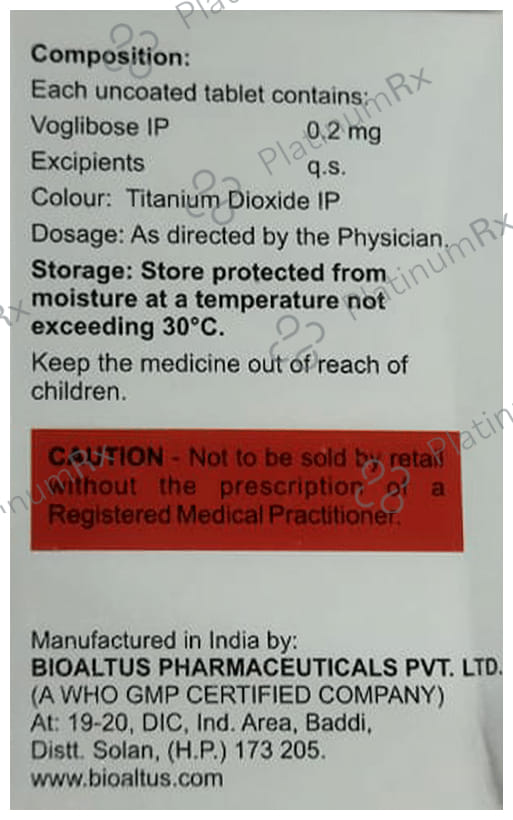 Composition:
Each uncoated tablet contains:
Voglibose IP 0.2 mg
Excipients q.s.
Colour: Titanium Dioxide IP
Dosage: As directed by the Physician.
Storage: Store protected from
moisture at a temperature not
exceeding 30°C.
Keep the medicine out of reach of
children.
CAUTION - Not to be sold by retail
without the prescription of a
Registered Medical Practitioner.
Manufactured in India by:
BIOALTUS PHARMACEUTICALS PVT. LTD.
(A WHO GMP CERTIFIED COMPANY)
At: 19-20, DIC, Ind. Area, Baddi,
Distt. Solan, (H.P.) 173 205.
www.bioaltus.com
PlatinumRx
PlatinumRx